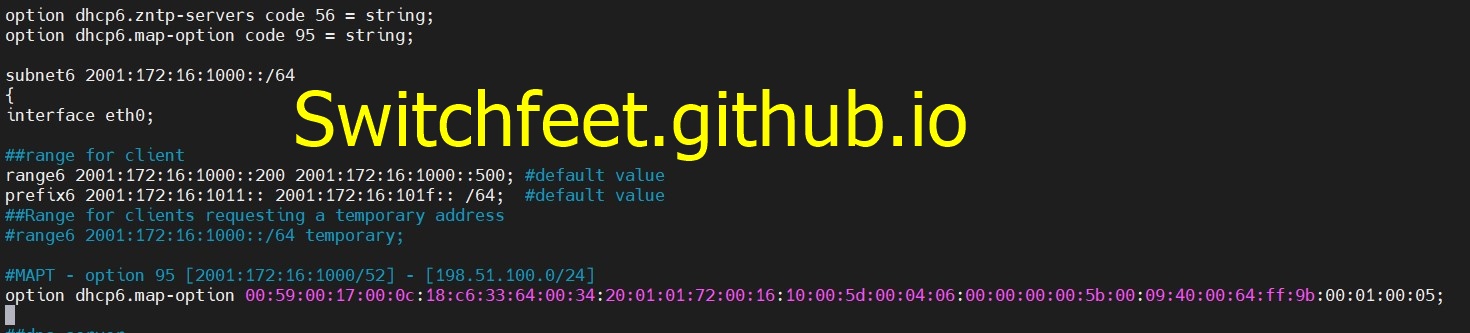 option dhcp6.zntp-servers code 56 = string;
option dhcp6.map-option code 95 = string;
subnet6 2001:172:16:1000::/64
{
interface eth0;
Switchfeet.github.io
##range for client
range6 2001:172:16:1000::200 2001:172:16:1000::500; #default value
prefix6 2001:172:16:1011:: 2001:172:16:101f:: /64;  #default value
##Range for clients requesting a temporary address
#range6 2001:172:16:1000::/64 temporary;
#MAPT - option 95 [2001:172:16:1000/52] - [198.51.100.0/24]
option dhcp6.map-option 00:59:00:17:00:0c:18:c6:33:64:00:34:20:01:01:72:00:16:10:00:5d:00:04:06:00:00:00:00:5b:00:09:40:00:64:ff:9b:00:01:00:05;